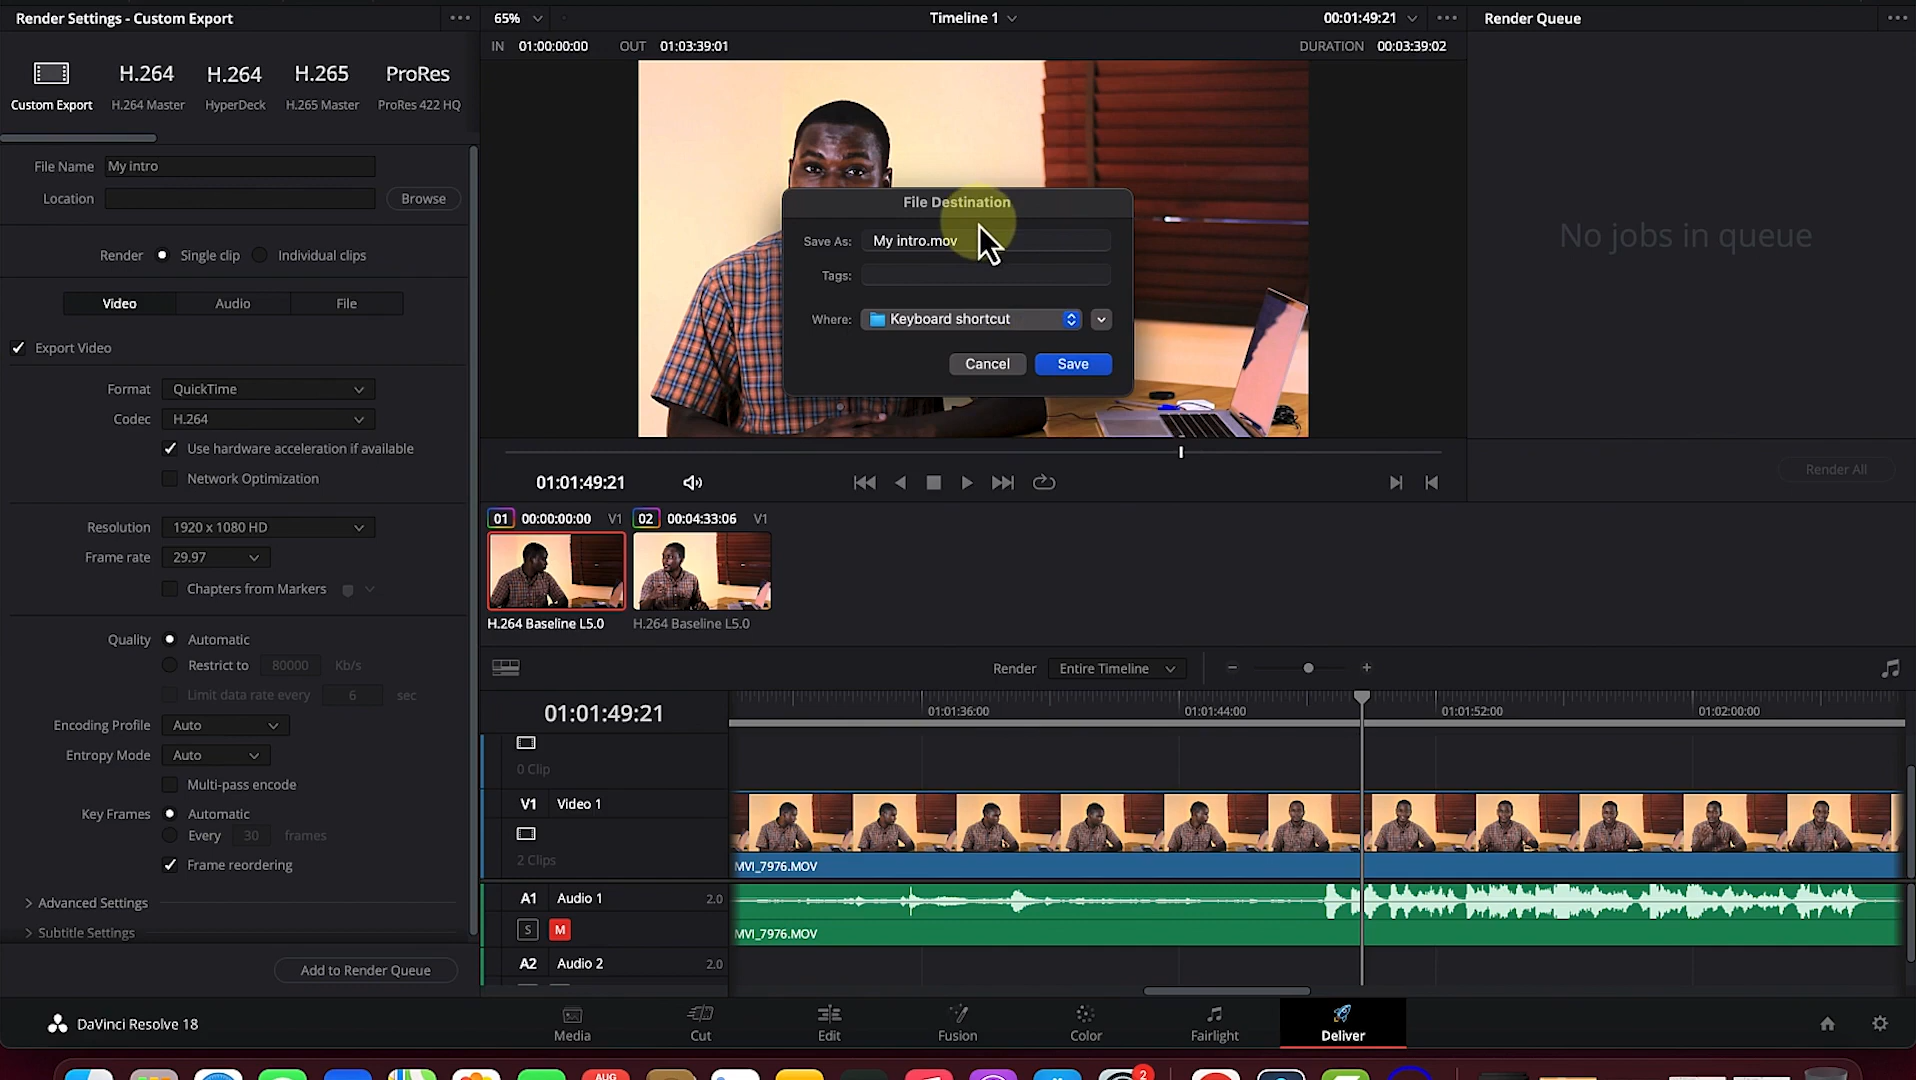 Render Settings - Custom Export
65%
Timeline 1
00:01:49:21
Render Queue
IN 01:00:00:00 OUT 01:03:39:01
DURATION 00:03:39:02
Custom Export
H.264
H.264 Master
H.264
HyperDeck
H.265
H.265 Master
ProRes
ProRes 422 HQ
File Name My intro
Location
Browse
Render Single clip Individual clips
Video Audio File
Export Video
Format QuickTime
Codec H.264
Use hardware acceleration if available
Network Optimization
Resolution 1920 x 1080 HD
Frame rate 29.97
Chapters from Markers
Quality Automatic
Restrict to 80000 Kb/s
Limit data rate every 6 sec
Encoding Profile Auto
Entropy Mode Auto
Multi-pass encode
Key Frames Automatic
Every 30 frames
Frame reordering
Advanced Settings
Subtitle Settings
Add to Render Queue
File Destination
Save As: My intro.mov
Tags:
Where: Keyboard shortcut
Cancel Save
No jobs in queue
Render All
01:01:49:21
01 00:00:00:00 V1
02 00:04:33:06 V1
H.264 Baseline L5.0
H.264 Baseline L5.0
Render Entire Timeline
01:01:49:21
01:01:36:00 01:01:44:00 01:01:52:00 01:02:00:00
0 Clip
V1 Video 1
2 Clips
MVI_7976.MOV
A1 Audio 1 2.0
S M
MVI_7976.MOV
A2 Audio 2 2.0
DaVinci Resolve 18
Media
Cut
Edit
Fusion
Color
Fairlight
Deliver
AUG
2